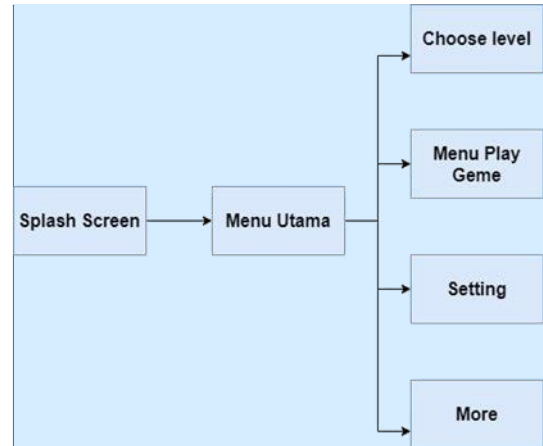 Choose level
Menu Play
Geme
Splash Screen
Menu Utama
Setting
More